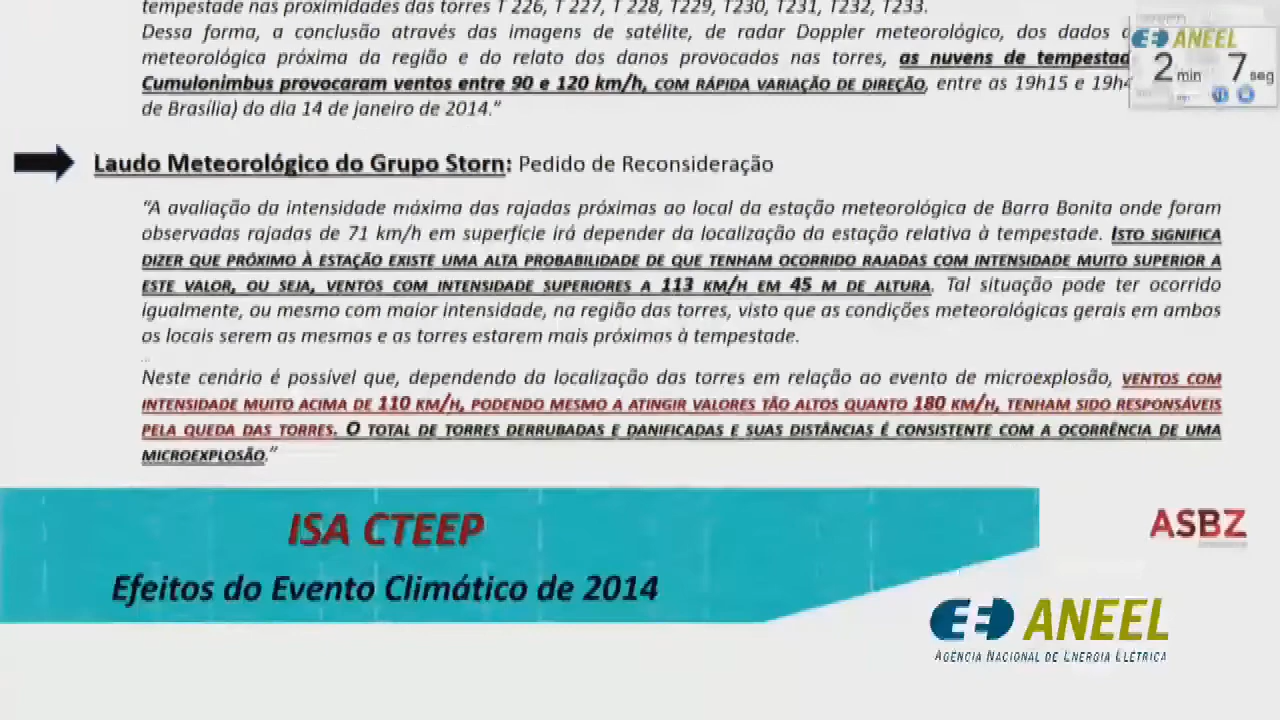 tempestade nas proximidades das torres T 226, T 227, T 228, T229, T230, T231, T232, T233.
Dessa forma, a conclusão através das imagens de satélite, de radar Doppler meteorológico, dos dados
meteorológica próxima da região e do relato dos danos provocados nas torres, as nuvens de tempestad
Cumulonimbus provocaram ventos entre 90 e 120 km/h, COM RÁPIDA VARIAÇÃO DE DIREÇÃO, entre as 19h15 e 19h4
de Brasília) do dia 14 de janeiro de 2014."
ANEEL
2 min 7 seg
Laudo Meteorológico do Grupo Storn: Pedido de Reconsideração
"A avaliação da intensidade máxima das rajadas próximas ao local da estação meteorológica de Barra Bonita onde foram
observadas rajadas de 71 km/h em superfície irá depender da localização da estação relativa à tempestade. ISTO SIGNIFICA
DIZER QUE PRÓXIMO À ESTAÇÃO EXISTE UMA ALTA PROBABILIDADE DE QUE TENHAM OCORRIDO RAJADAS COM INTENSIDADE MUITO SUPERIOR A
ESTE VALOR, OU SEJA, VENTOS COM INTENSIDADE SUPERIORES A 113 KM/H EM 45 M DE ALTURA. Tal situação pode ter ocorrido
igualmente, ou mesmo com maior intensidade, na região das torres, visto que as condições meteorológicas gerais em ambos
os locais serem as mesmas e as torres estarem mais próximas à tempestade.
...
Neste cenário é possível que, dependendo da localização das torres em relação ao evento de microexplosão, VENTOS COM
INTENSIDADE MUITO ACIMA DE 110 KM/H, PODENDO MESMO A ATINGIR VALORES TÃO ALTOS QUANTO 180 KM/H, TENHAM SIDO RESPONSÁVEIS
PELA QUEDA DAS TORRES. O TOTAL DE TORRES DERRUBADAS E DANIFICADAS E SUAS DISTÂNCIAS É CONSISTENTE COM A OCORRÊNCIA DE UMA
MICROEXPLOSÃO."
ISA CTEEP
Efeitos do Evento Climático de 2014
ASBZ
ANEEL
AGÊNCIA NACIONAL DE ENERGIA ELÉTRICA